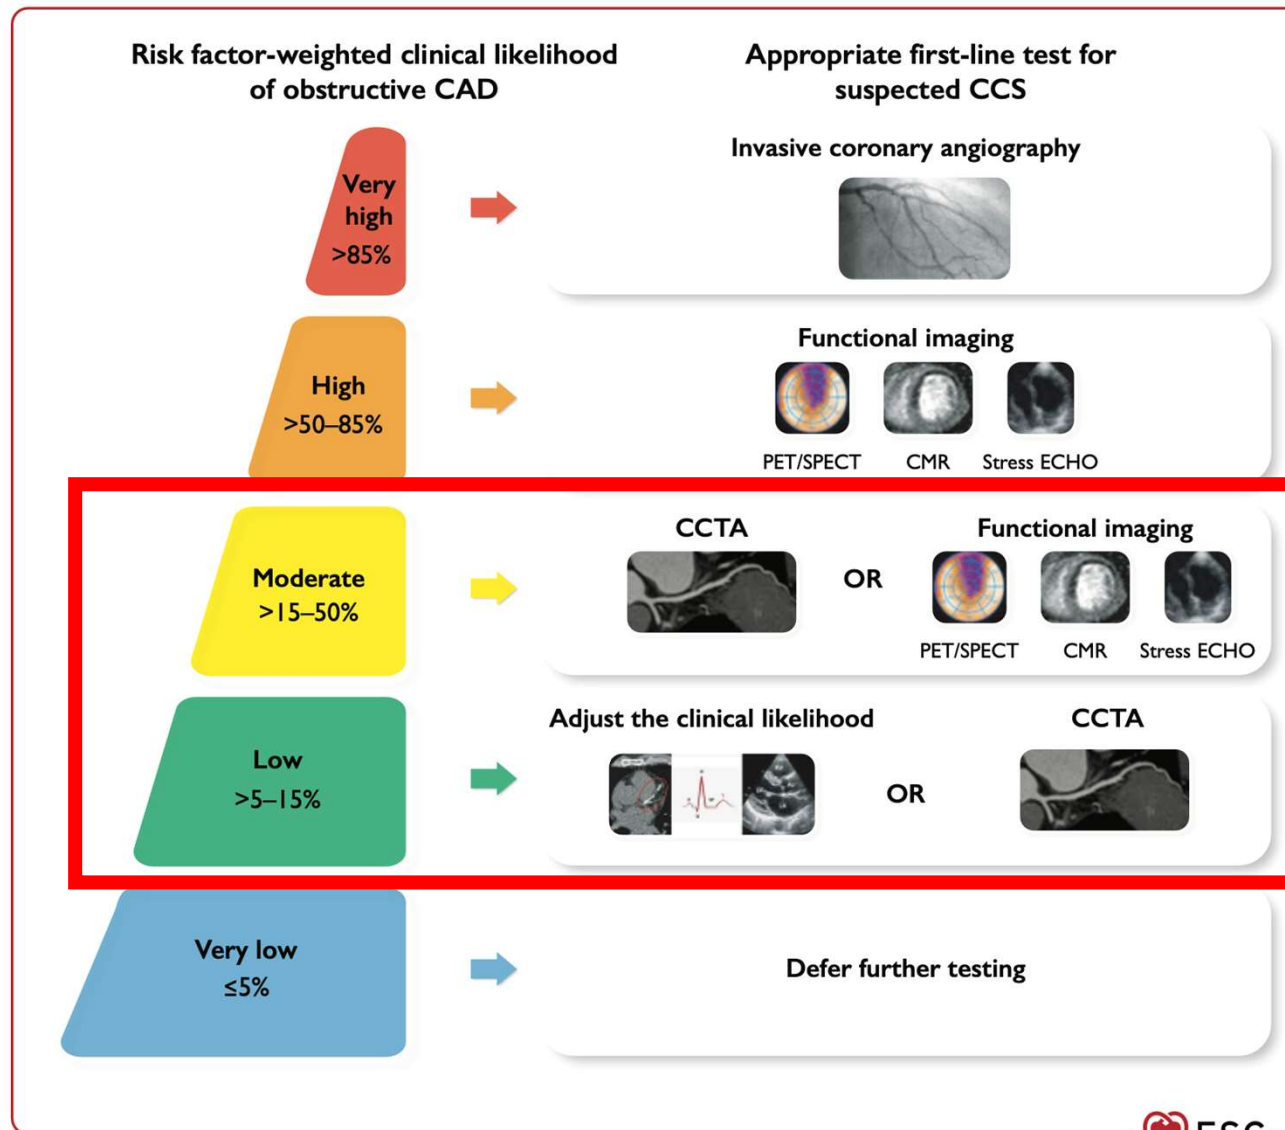 Risk factor-weighted clinical likelihood
of obstructive CAD
Appropriate first-line test for
suspected CCS
Very
high
>85%
Invasive coronary angiography
High
>50–85%
Functional imaging
PET/SPECT
CMR
Stress ECHO
Moderate
>15–50%
CCTA
OR
Functional imaging
PET/SPECT
CMR
Stress ECHO
Low
>5–15%
Adjust the clinical likelihood
OR
CCTA
Very low
≤5%
Defer further testing
ESC